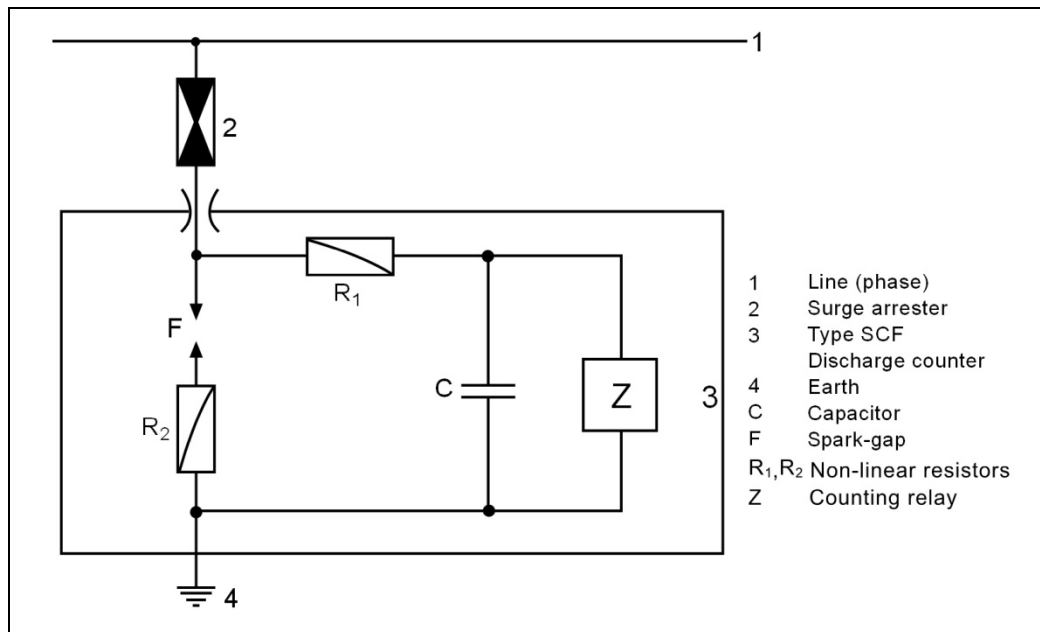 1
2
R₁
F
C
Z
3
R₂
4
1 Line (phase)
2 Surge arrester
3 Type SCF
Discharge counter
4 Earth
C Capacitor
F Spark-gap
R₁,R₂ Non-linear resistors
Z Counting relay